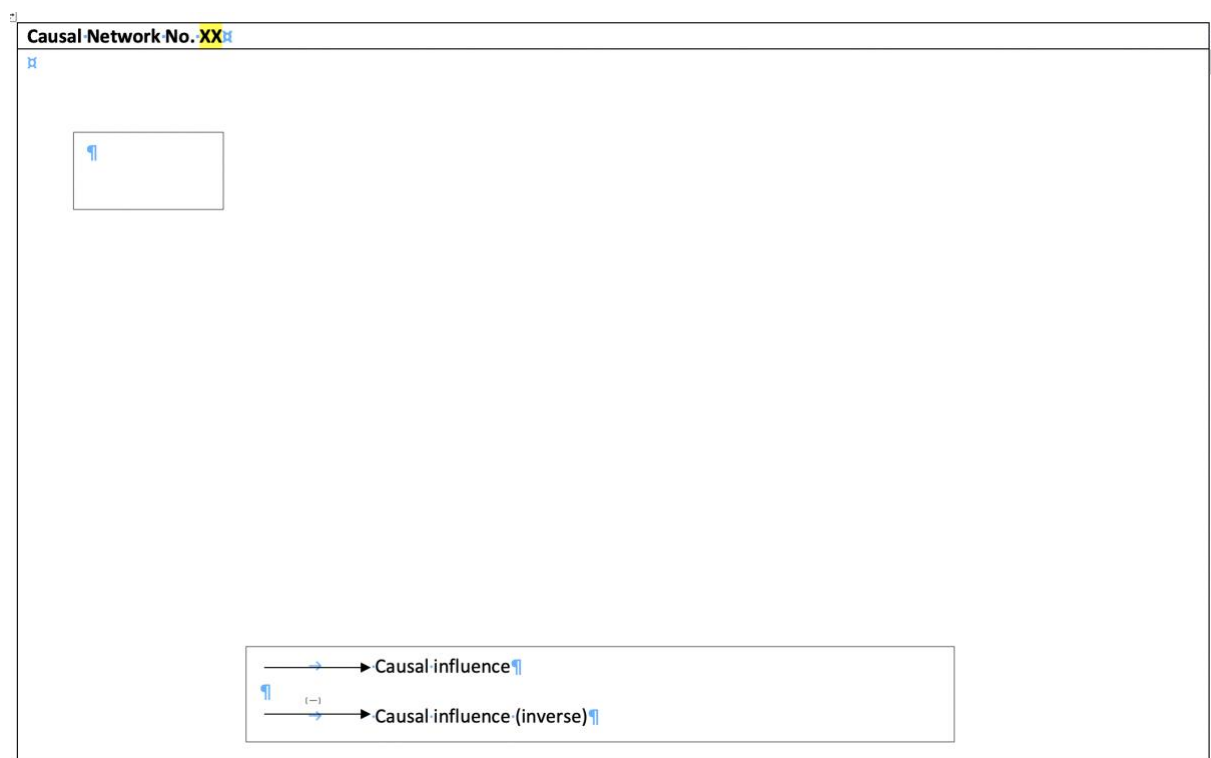 Causal Network No. XX
(—)
Causal influence
Causal influence (inverse)